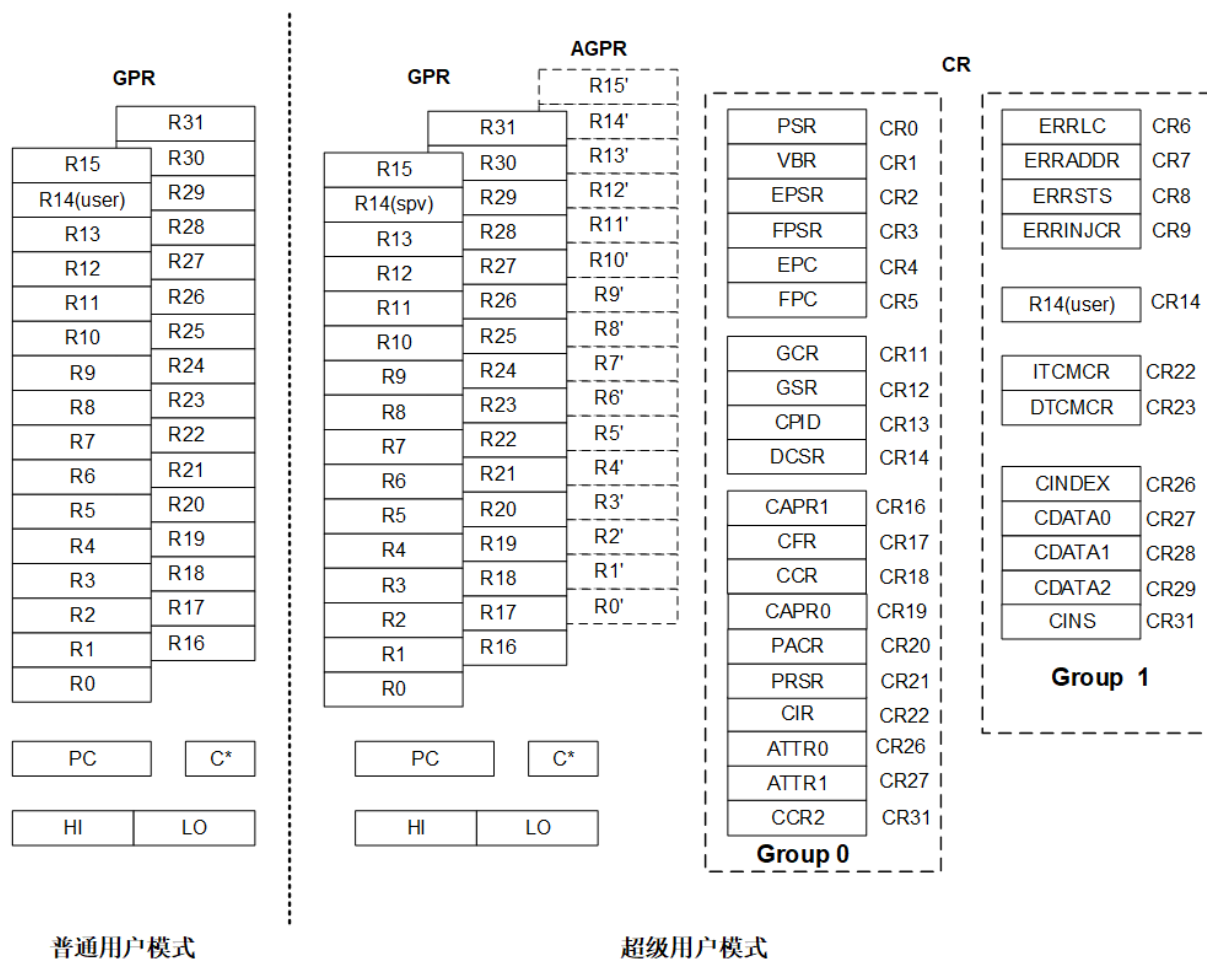 GPR
R31
R30
R29
R28
R27
R26
R25
R24
R23
R22
R21
R20
R19
R18
R17
R16
R15
R14(user)
R13
R12
R11
R10
R9
R8
R7
R6
R5
R4
R3
R2
R1
R0
PC
C*
HI
LO
普通用户模式
GPR
R31
R30
R29
R28
R27
R26
R25
R24
R23
R22
R21
R20
R19
R18
R17
R16
R15
R14(spv)
R13
R12
R11
R10
R9
R8
R7
R6
R5
R4
R3
R2
R1
R0
AGPR
R15'
R14'
R13'
R12'
R11'
R10'
R9'
R8'
R7'
R6'
R5'
R4'
R3'
R2'
R1'
R0'
PC
C*
HI
LO
CR
PSR CR0
VBR CR1
EPSR CR2
FPSR CR3
EPC CR4
FPC CR5
GCR CR11
GSR CR12
CPID CR13
DCSR CR14
CAPR1 CR16
CFR CR17
CCR CR18
CAPR0 CR19
PACR CR20
PRSR CR21
CIR CR22
ATTR0 CR26
ATTR1 CR27
CCR2 CR31
Group 0
ERRLC CR6
ERRADDR CR7
ERRSTS CR8
ERRINJCR CR9
R14(user) CR14
ITCMCR CR22
DTCMCR CR23
CINDEX CR26
CDATA0 CR27
CDATA1 CR28
CDATA2 CR29
CINS CR31
Group 1
超级用户模式